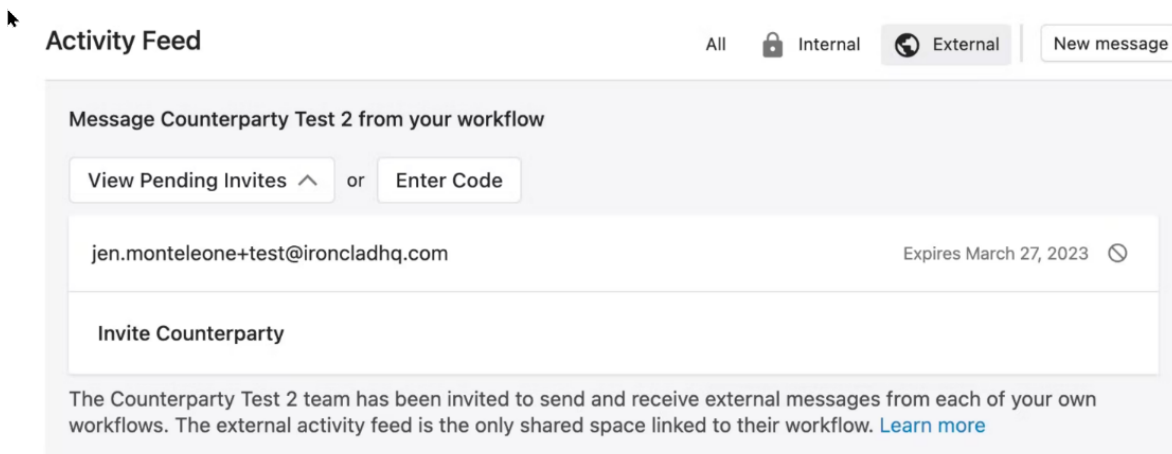 Activity Feed
All Internal External New message
Message Counterparty Test 2 from your workflow
View Pending Invites or Enter Code
jen.monteleone+test@ironcladhq.com Expires March 27, 2023
Invite Counterparty
The Counterparty Test 2 team has been invited to send and receive external messages from each of your own
workflows. The external activity feed is the only shared space linked to their workflow. Learn more